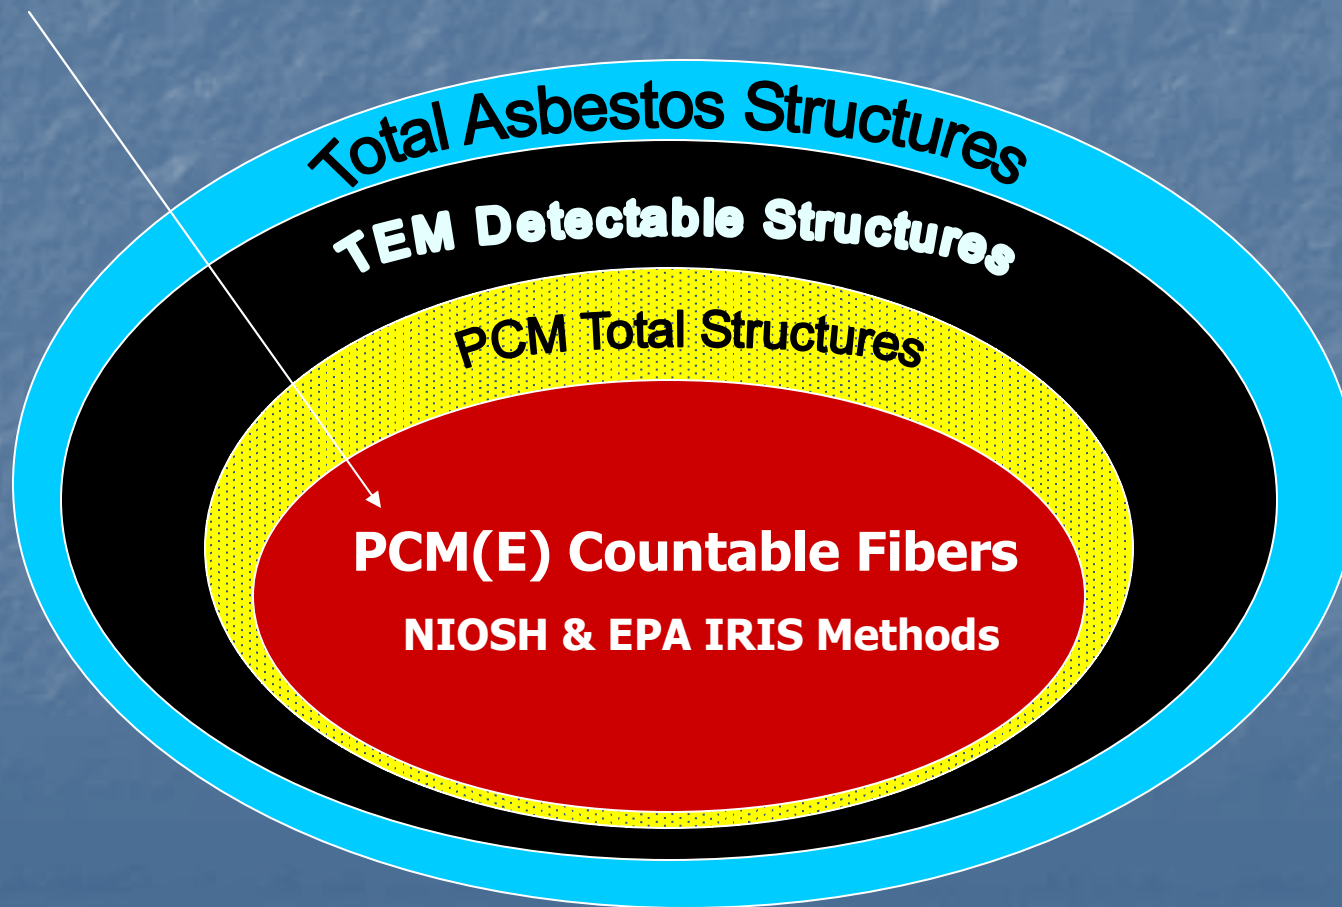 Total Asbestos Structures
TEM Detectable Structures
PCM Total Structures
PCM(E) Countable Fibers
NIOSH & EPA IRIS Methods